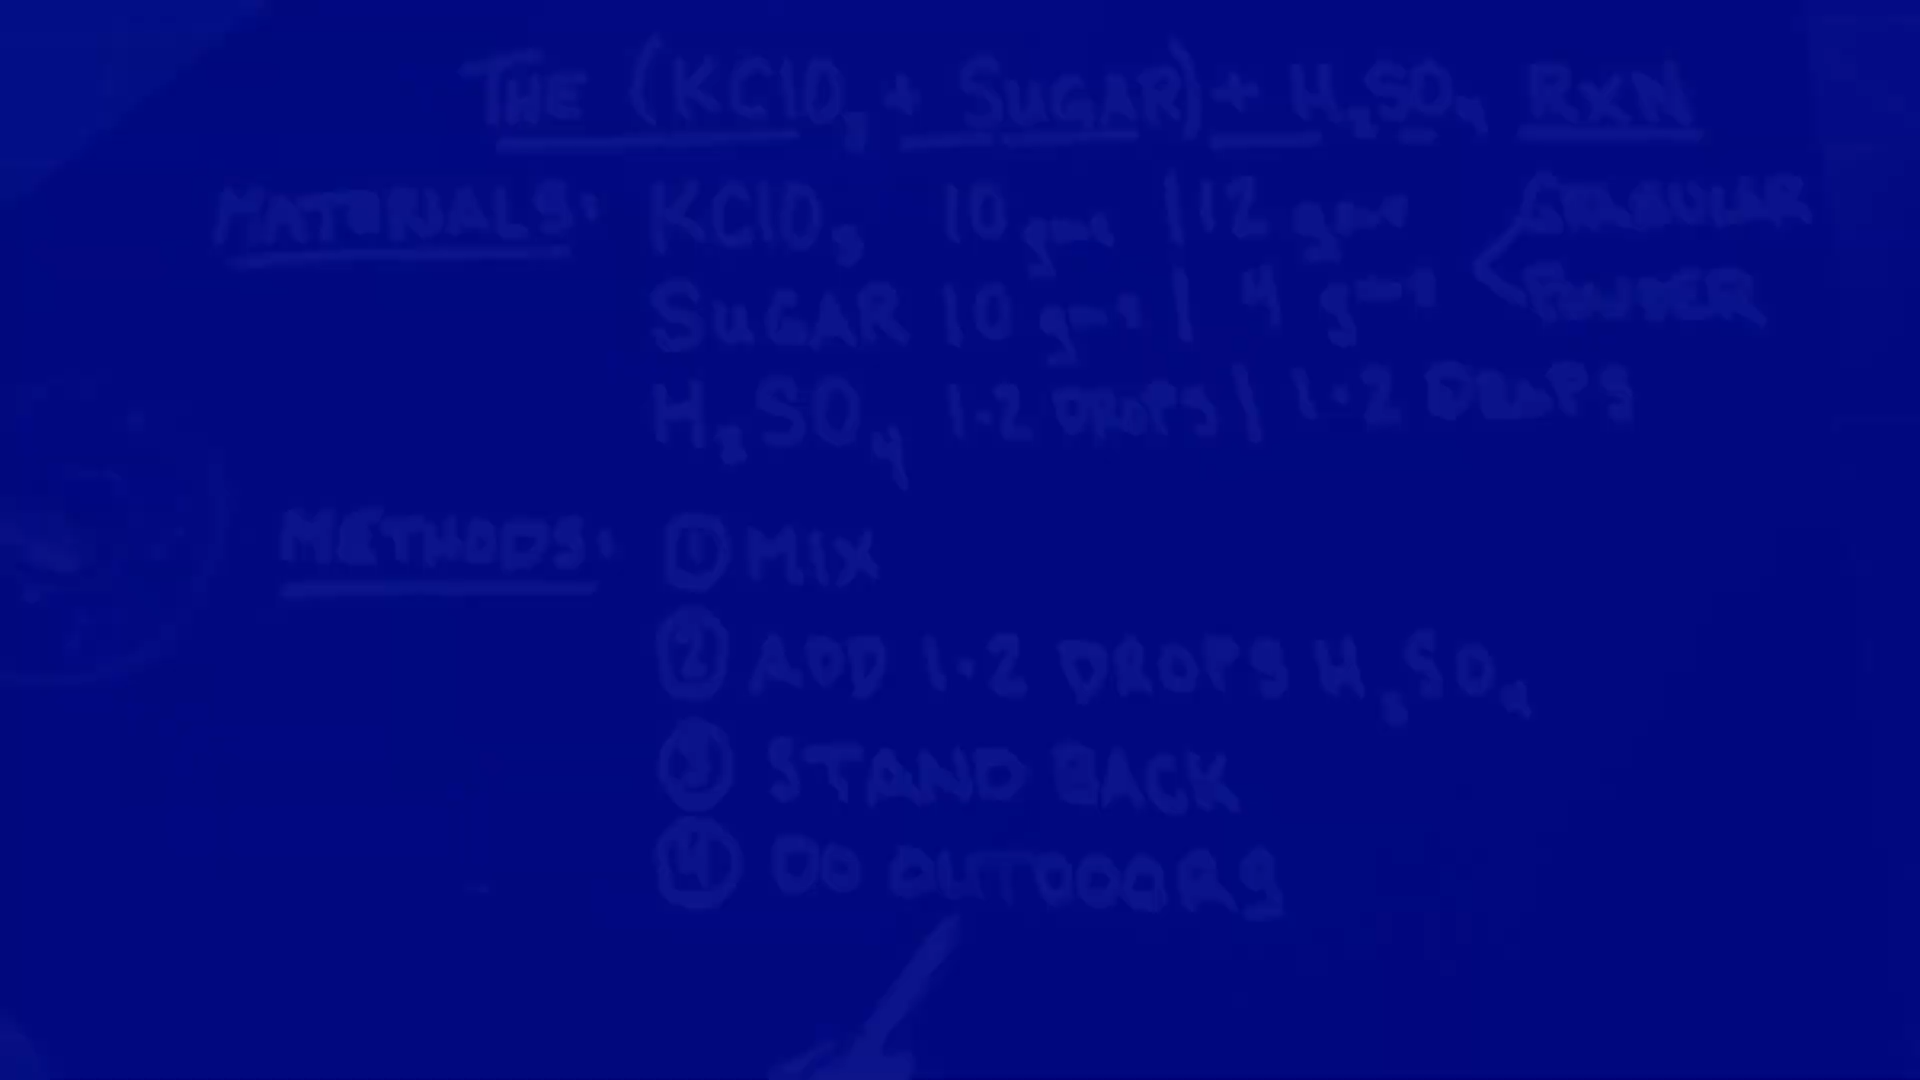 THE (KClO₃ + SUGAR) + H₂SO₄ RXN
MATERIALS: KClO₃ 10 gms | 12 gms GRANULAR
SUGAR 10 gms | 4 gms POWDER
H₂SO₄ 1-2 DROPS | 1-2 DROPS
METHODS: ① MIX
② ADD 1-2 DROPS H₂SO₄
③ STAND BACK
④ DO OUTDOORS